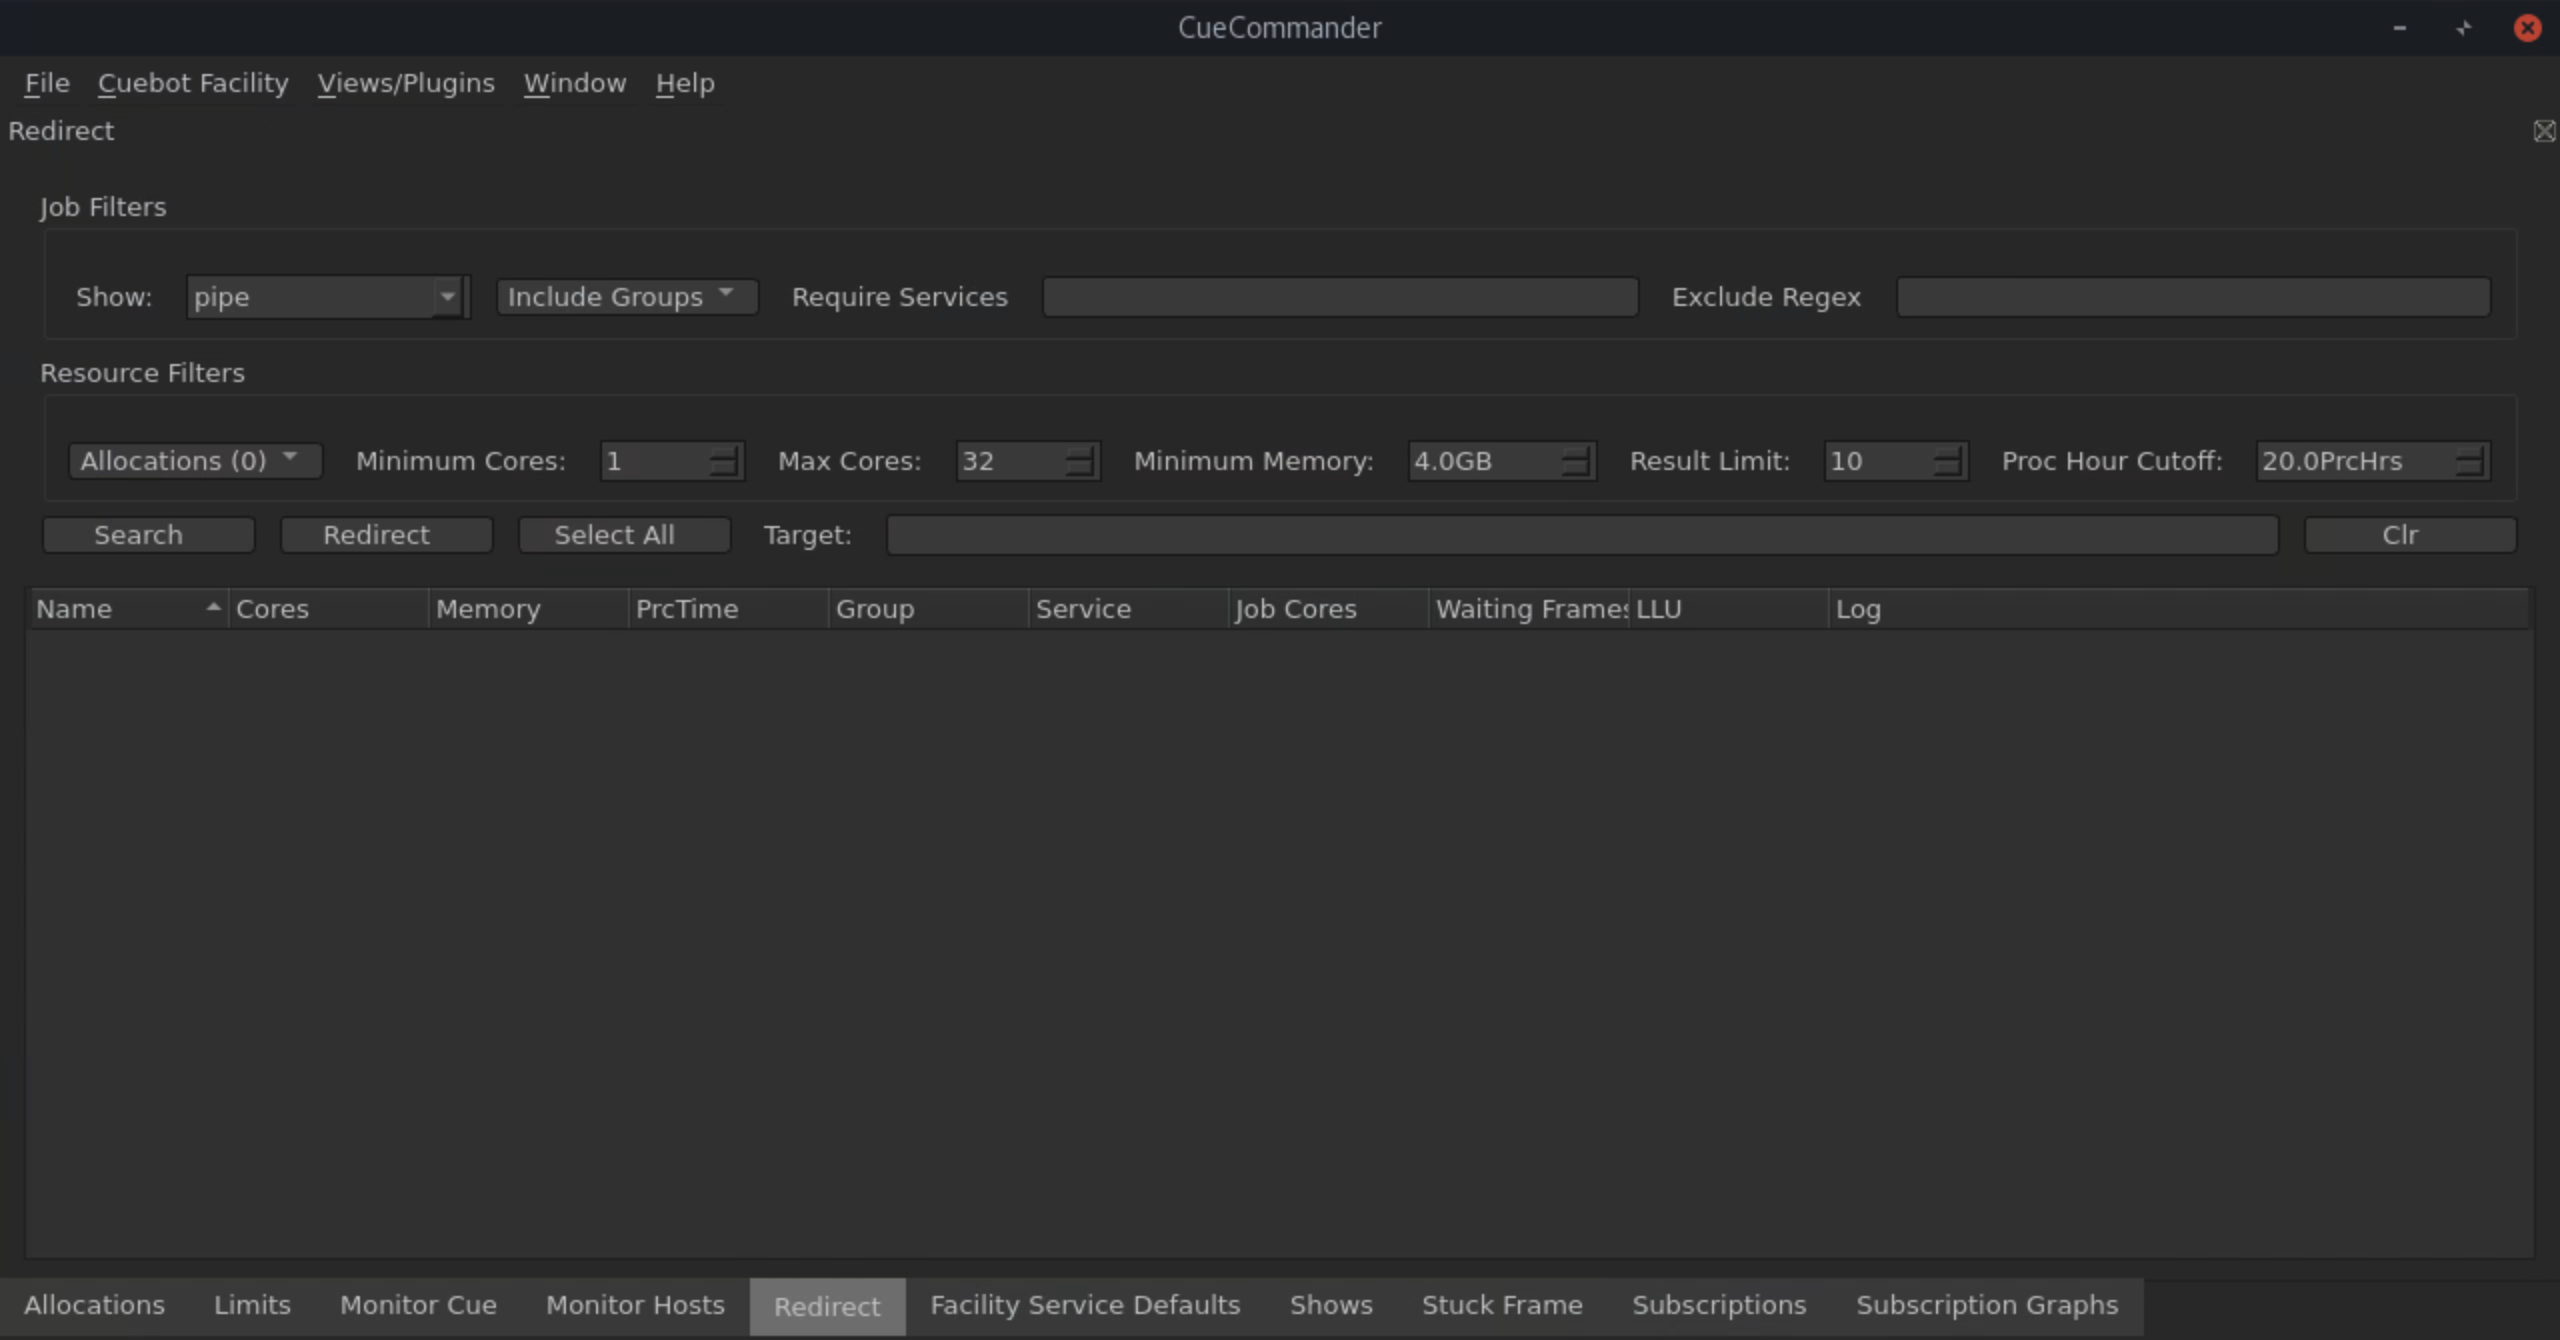 CueCommander
File Cuebot Facility Views/Plugins Window Help
Redirect
Job Filters
Show: pipe Include Groups Require Services Exclude Regex
Resource Filters
Allocations (0) Minimum Cores: 1 Max Cores: 32 Minimum Memory: 4.0GB Result Limit: 10 Proc Hour Cutoff: 20.0PrcHrs
Search Redirect Select All Target: Clr
Name Cores Memory PrcTime Group Service Job Cores Waiting Frames LLU Log
Allocations Limits Monitor Cue Monitor Hosts Redirect Facility Service Defaults Shows Stuck Frame Subscriptions Subscription Graphs